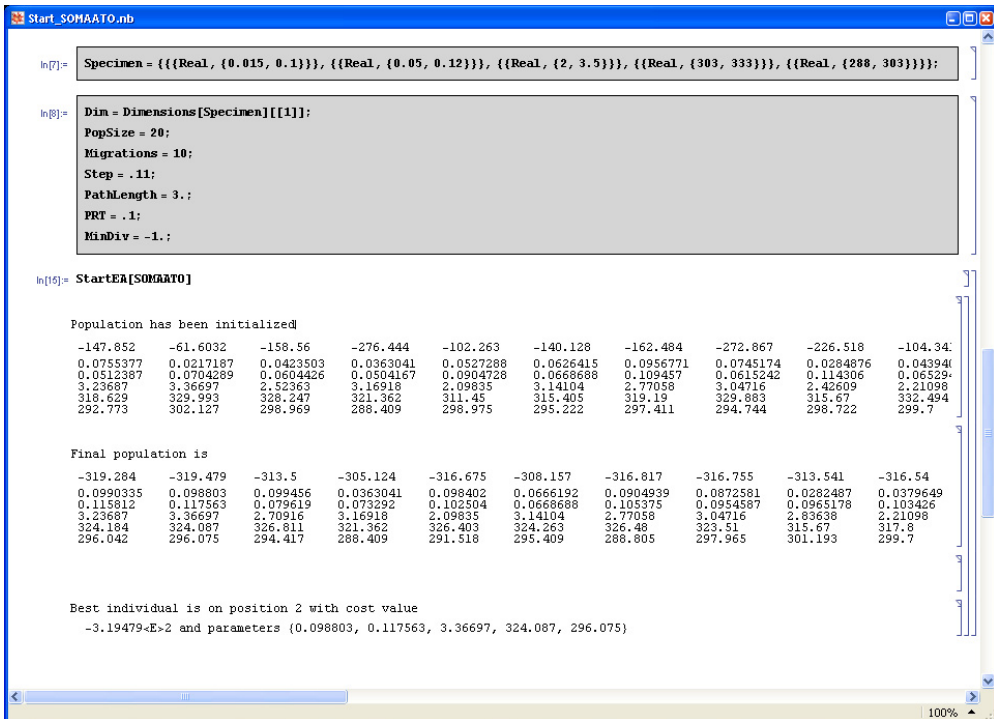 Start_SOMAATO.nb
In[7]:= Specimen = {{{Real, {0.015, 0.1}}}, {{Real, {0.05, 0.12}}}, {{Real, {2, 3.5}}}, {{Real, {303, 333}}}, {{Real, {288, 303}}}};
In[8]:= Dim = Dimensions[Specimen][[1]];
PopSize = 20;
Migrations = 10;
Step = .11;
PathLength = 3.;
PRT = .1;
MinDiv = -1.;
In[15]:= StartEA[SOMAATO]
Population has been initialized
-147.852 -61.6032 -158.56 -276.444 -102.263 -140.128 -162.484 -272.867 -226.518 -104.34
0.0755377 0.0217187 0.0423503 0.0363041 0.0527288 0.0626415 0.0956771 0.0745174 0.0284876 0.04394
0.0512387 0.0704289 0.0604426 0.0504167 0.0904728 0.0668688 0.109457 0.0615242 0.114306 0.06529
3.23687 3.36697 2.52363 3.16918 2.09835 3.14104 2.77058 3.04716 2.42609 2.21098
318.629 329.993 328.247 321.362 311.45 315.405 319.19 329.883 315.67 332.494
292.773 302.127 298.969 288.409 298.975 295.222 297.411 294.744 298.722 299.7
Final population is
-319.284 -319.479 -313.5 -305.124 -316.675 -308.157 -316.817 -316.755 -313.541 -316.54
0.0990335 0.098803 0.099456 0.0363041 0.098402 0.0666192 0.0904939 0.0872581 0.0282487 0.0379649
0.115812 0.117563 0.079619 0.073292 0.102504 0.0668688 0.105375 0.0954587 0.0965178 0.103426
3.23687 3.36697 2.70916 3.16918 2.09835 3.14104 2.77058 3.04716 2.83638 2.21098
324.184 324.087 326.811 321.362 326.403 324.263 326.48 323.51 315.67 317.8
296.042 296.075 294.417 288.409 291.518 295.409 288.805 297.965 301.193 299.7
Best individual is on position 2 with cost value
-3.19479<E>2 and parameters {0.098803, 0.117563, 3.36697, 324.087, 296.075}
100%